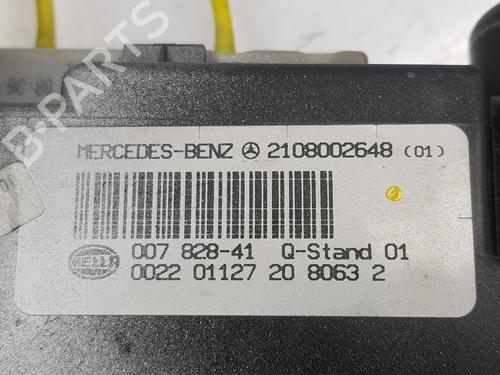 MERCEDES-BENZ 2108002648 (01)
HELLA 007 828-41 Q-Stand 01
0022 01127 20 8063 2
B-PARTS